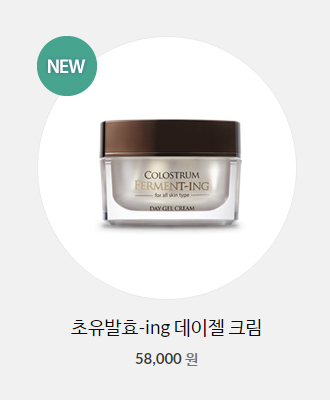 NEW
COLOSTRUM
FERMENT-ING
for all skin type
DAY GEL CREAM
초유발효-ing 데이젤 크림
58,000 원